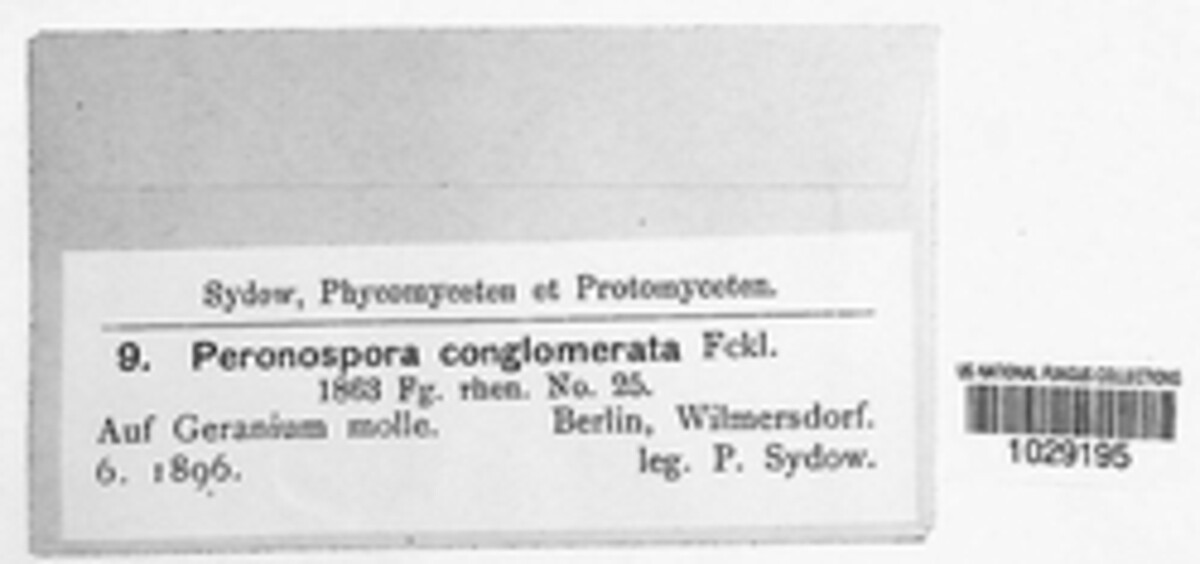 Sydow, Phycomyceten et Protomyceten.
9. Peronospora conglomerata Fckl.
1863 Fg. rhen. No. 25.
Auf Geranium molle. Berlin, Wilmersdorf.
6. 1896. leg. P. Sydow.
US NATIONAL FUNGUS COLLECTIONS
1029195